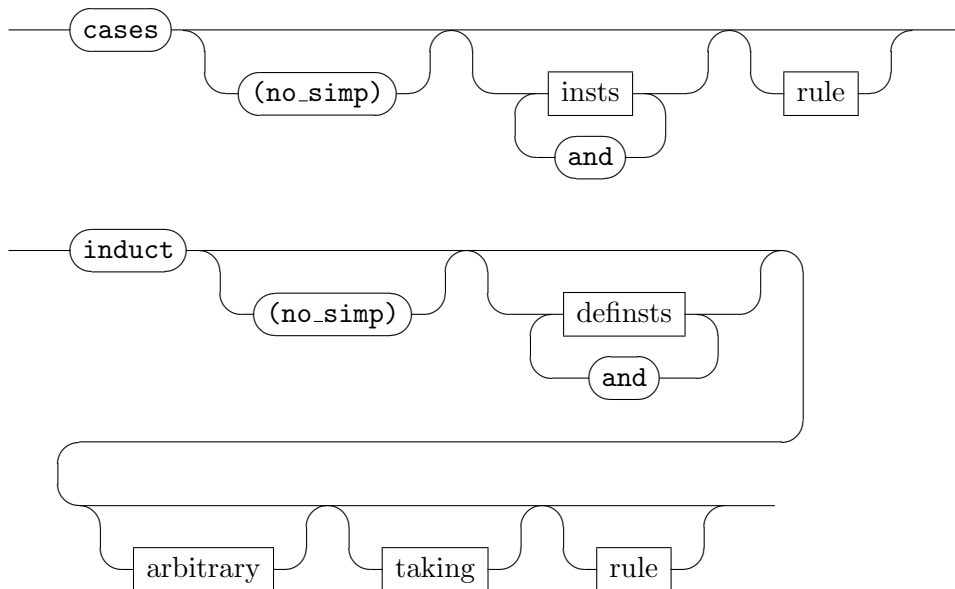 cases
(no_simp) insts rule
and
induct
(no_simp) definsts
and
arbitrary taking rule